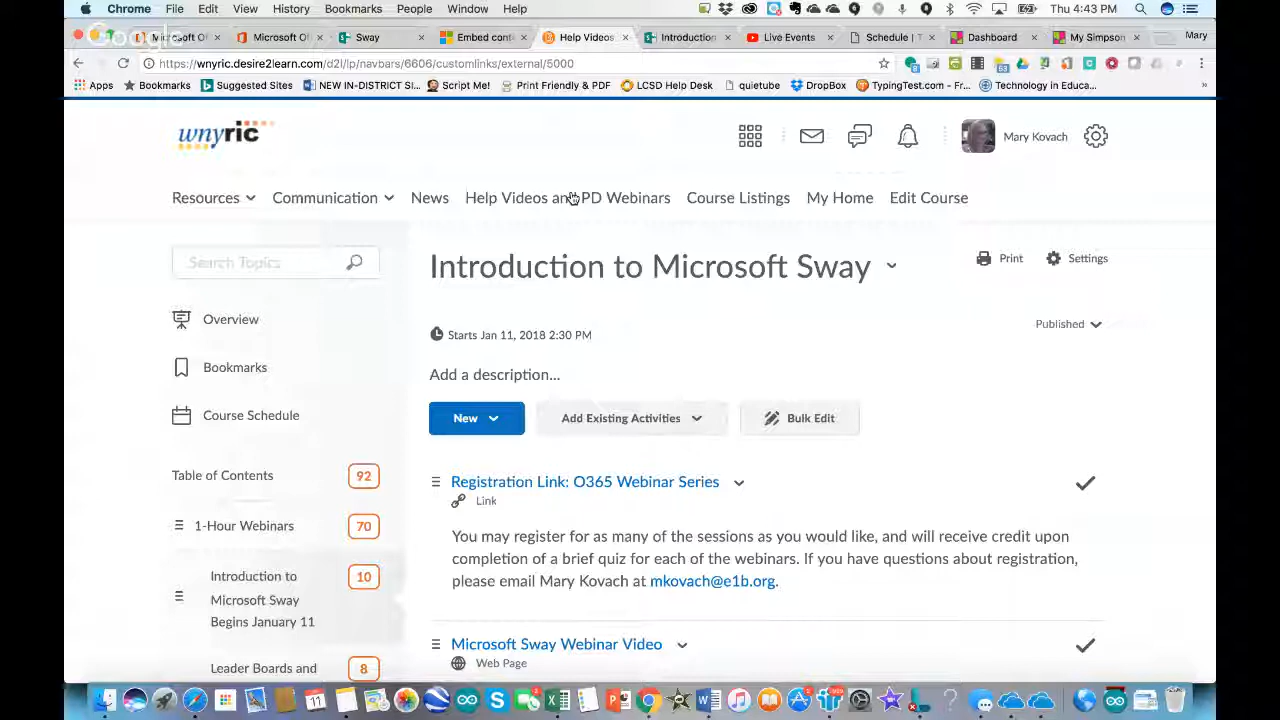 Chrome File Edit View History Bookmarks People Window Help Thu 4:43 PM
Microsoft O Microsoft O Sway Embed cont Help Videos Introduction Live Events Schedule | T Dashboard My Simpson Mary
https://wnyric.desire2learn.com/d2l/lp/navbars/6606/customlinks/external/5000
Apps Bookmarks Suggested Sites NEW IN-DISTRICT SI... Script Me! Print Friendly & PDF LCSD Help Desk quietube DropBox TypingTest.com - Fr... Technology in Educa... »
wnyric
Mary Kovach
Resources Communication News Help Videos and PD Webinars Course Listings My Home Edit Course
Search Topics
Introduction to Microsoft Sway
Print Settings
Overview
Starts Jan 11, 2018 2:30 PM
Published
Bookmarks
Add a description...
Course Schedule
New Add Existing Activities Bulk Edit
Table of Contents 92
Registration Link: O365 Webinar Series
Link
1-Hour Webinars 70
You may register for as many of the sessions as you would like, and will receive credit upon
completion of a brief quiz for each of the webinars. If you have questions about registration,
please email Mary Kovach at mkovach@e1b.org.
Introduction to 10
Microsoft Sway
Begins January 11
Microsoft Sway Webinar Video
Web Page
Leader Boards and 8